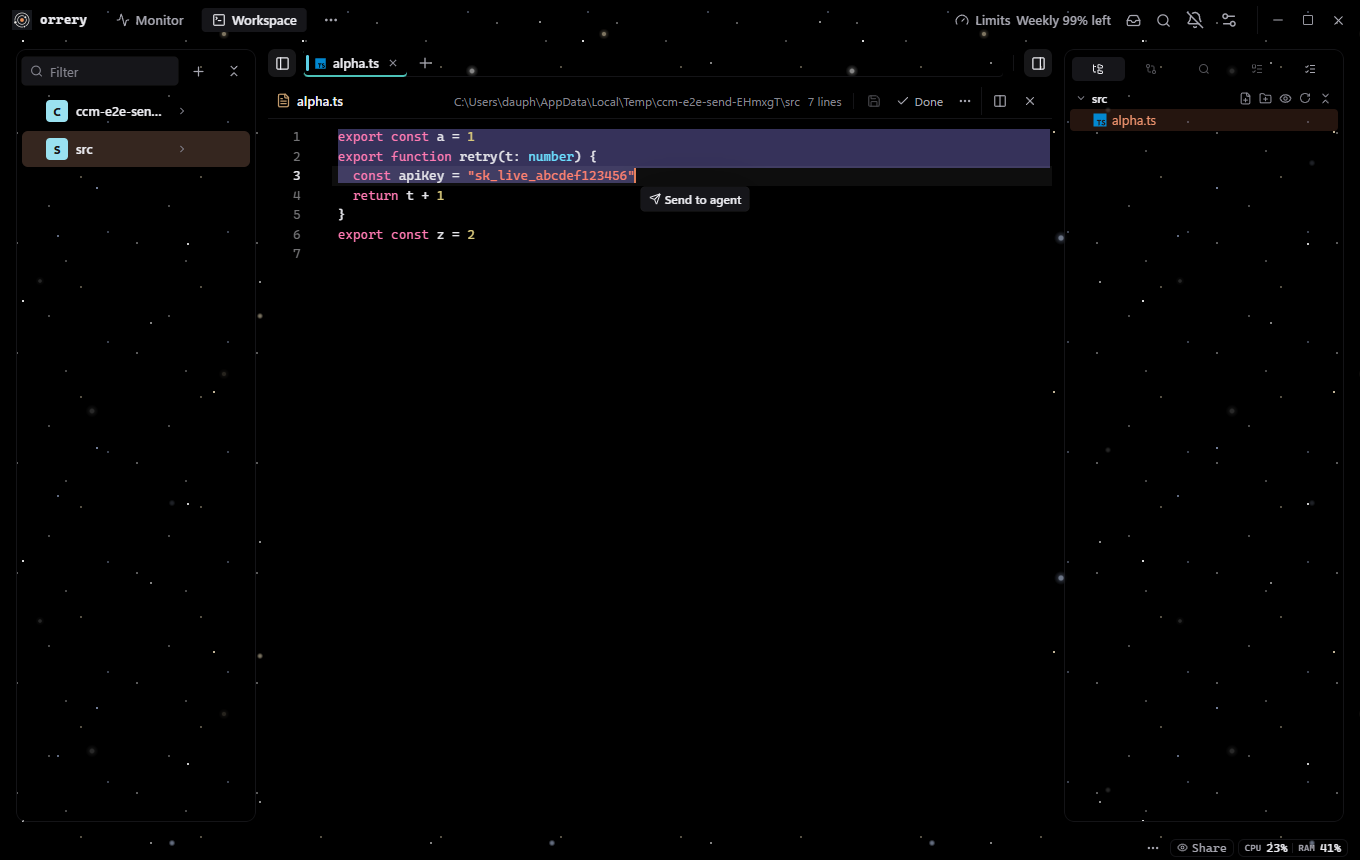 orrery Monitor Workspace Limits Weekly 99% left
Filter
C ccm-e2e-sen...
S src
alpha.ts
alpha.ts C:\Users\dauph\AppData\Local\Temp\ccm-e2e-send-EHmxgT\src 7 lines Done
1 export const a = 1
2 export function retry(t: number) {
3 const apiKey = "sk_live_abcdef123456"
4 return t + 1
5 }
6 export const z = 2
7
Send to agent
src
TS alpha.ts
Share CPU 23% RAM 41%